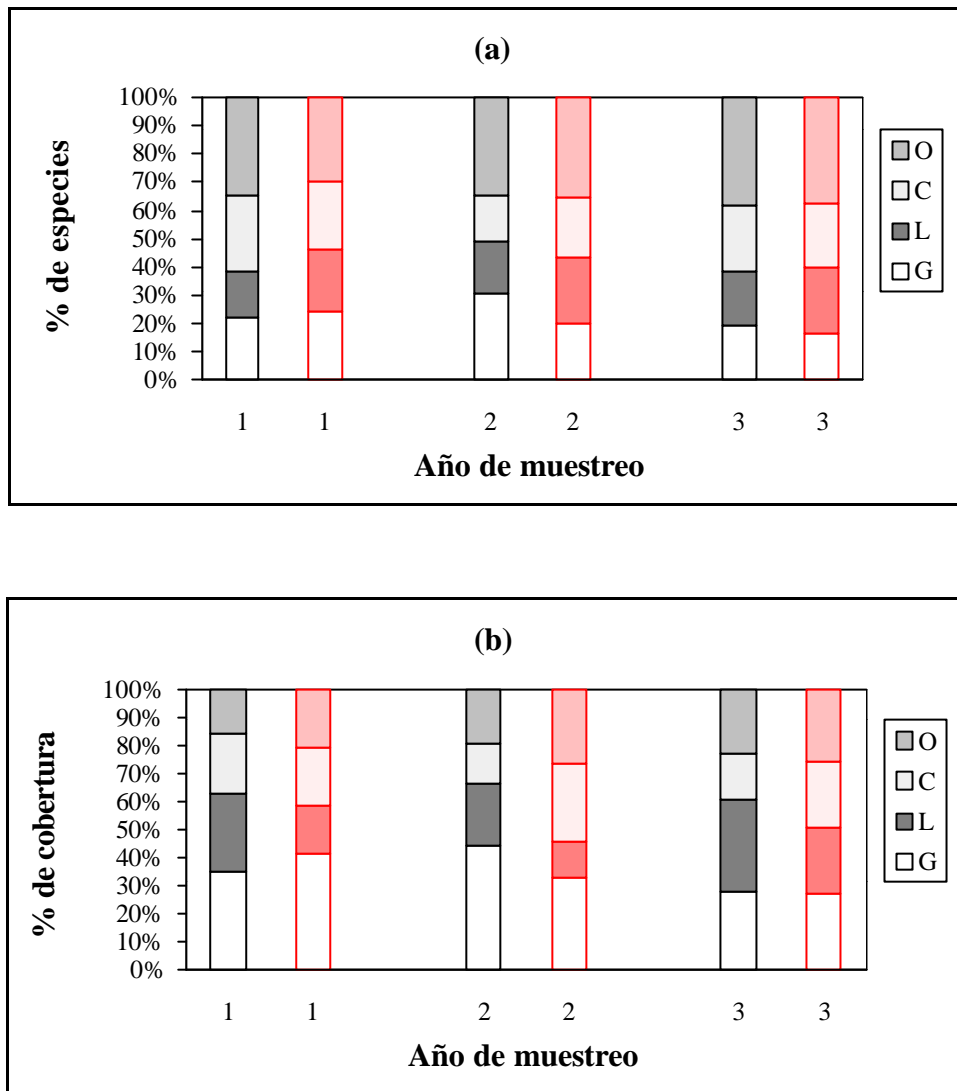 (a)
% de especies
100%
90%
80%
70%
60%
50%
40%
30%
20%
10%
0%
1 1 2 2 3 3
Año de muestreo
O
C
L
G
(b)
% de cobertura
100%
90%
80%
70%
60%
50%
40%
30%
20%
10%
0%
1 1 2 2 3 3
Año de muestreo
O
C
L
G